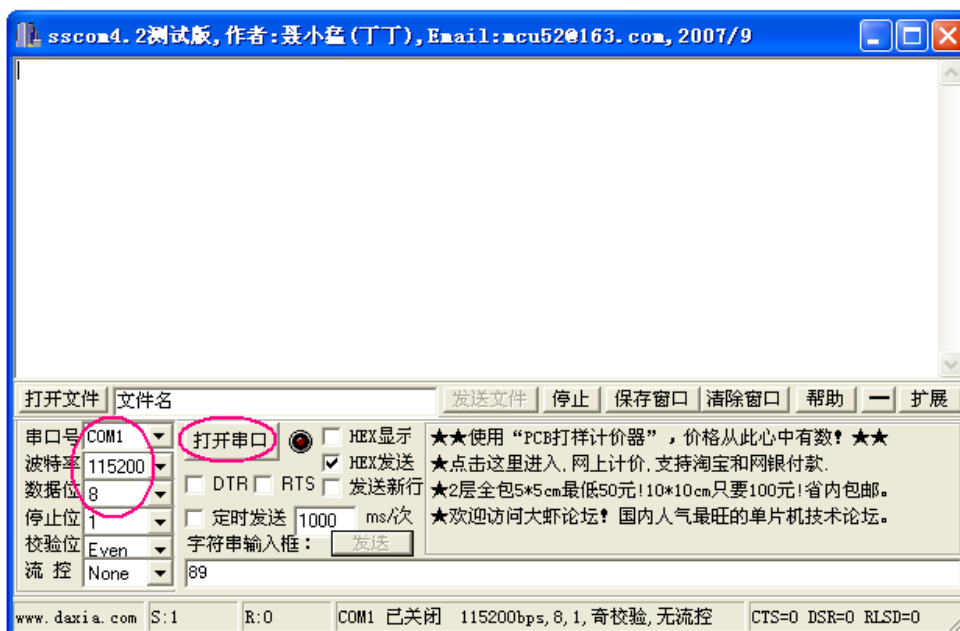 sscom4.2测试版,作者:聂小猛(丁丁),Email:mcu52@163.com,2007/9
打开文件 文件名 发送文件 停止 保存窗口 清除窗口 帮助 一 扩展
串口号 COM1 打开串口 HEX显示 ★★使用“PCB打样计价器”,价格从此心中有数! ★★
波特率 115200 HEX发送 ★点击这里进入,网上计价,支持淘宝和网银付款.
数据位 8 DTR RTS 发送新行 ★2层全包5*5cm最低50元!10*10cm只要100元!省内包邮。
停止位 1 定时发送 1000 ms/次 ★欢迎访问大虾论坛! 国内人气最旺的单片机技术论坛。
校验位 Even 字符串输入框: 发送
流 控 None 89
www.daxia.com S:1 R:0 COM1 已关闭 115200bps,8,1,奇校验,无流控 CTS=0 DSR=0 RLSD=0